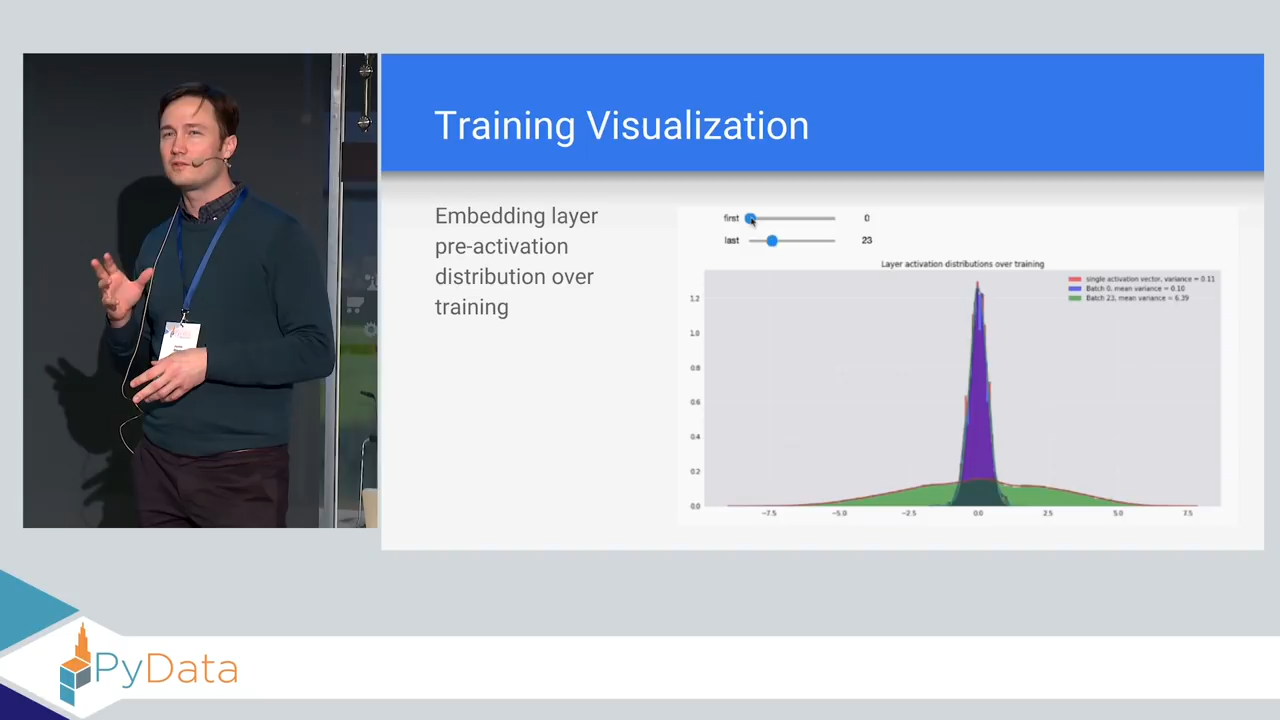 Training Visualization
Embedding layer
pre-activation
distribution over
training
first 0
last 23
Layer activation distributions over training
single activation vector, variance = 0.11
Batch 0, mean variance = 0.10
Batch 23, mean variance = 6.39
1.2
1.0
0.8
0.6
0.4
0.2
0.0
−7.5 −5.0 −2.5 0.0 2.5 5.0 7.5
PyData